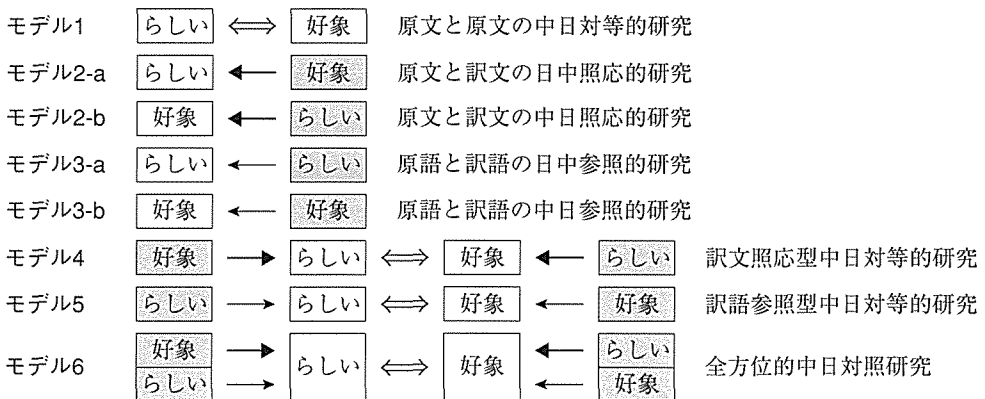 モデル1 らしい ⟺ 好象 原文と原文の中日対等的研究
モデル2-a らしい ← 好象 原文と訳文の日中照応的研究
モデル2-b 好象 ← らしい 原文と訳文の中日照応的研究
モデル3-a らしい ← らしい 原語と訳語の日中参照的研究
モデル3-b 好象 ← 好象 原語と訳語の中日参照的研究
モデル4 好象 → らしい ⟺ 好象 ← らしい 訳文照応型中日対等的研究
モデル5 らしい → らしい ⟺ 好象 ← 好象 訳語参照型中日対等的研究
好象 → ← らしい
モデル6 らしい ⟺ 好象 全方位的中日対照研究
らしい → ← 好象